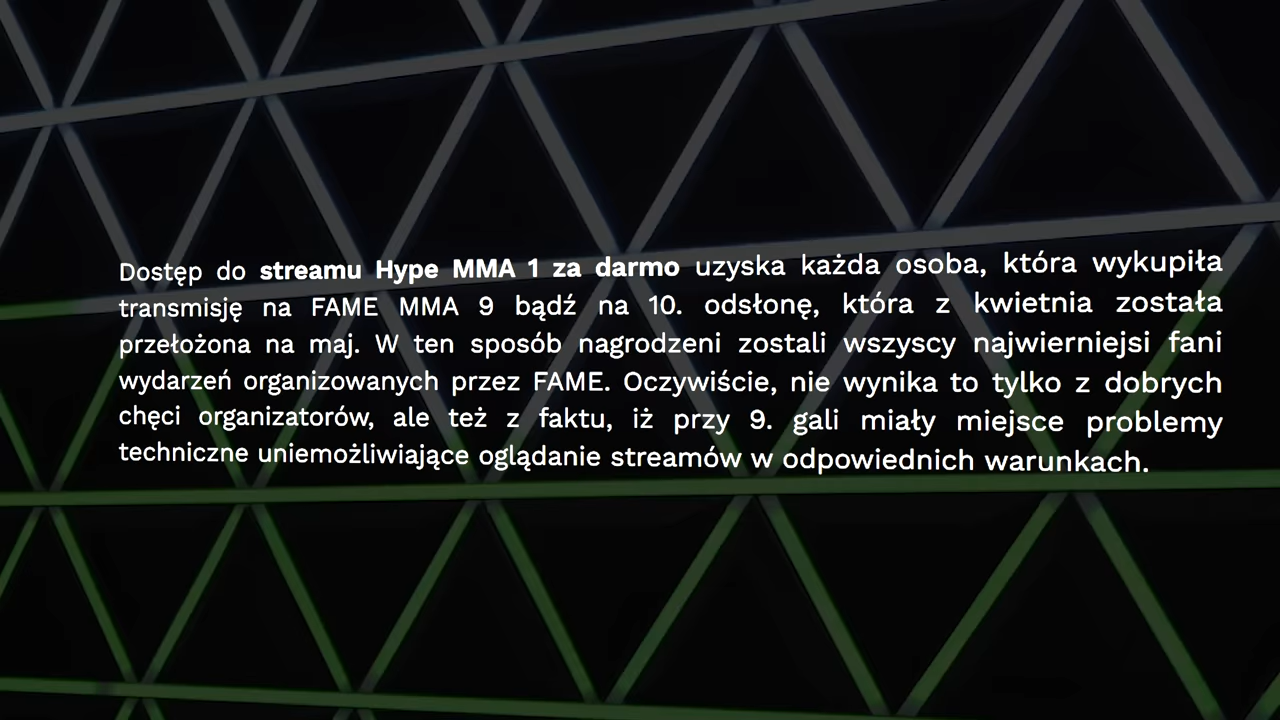 Dostęp do streamu Hype MMA 1 za darmo uzyska każda osoba, która wykupiła
transmisję na FAME MMA 9 bądź na 10. odsłonę, która z kwietnia została
przełożona na maj. W ten sposób nagrodzeni zostali wszyscy najwierniejsi fani
wydarzeń organizowanych przez FAME. Oczywiście, nie wynika to tylko z dobrych
chęci organizatorów, ale też z faktu, iż przy 9. gali miały miejsce problemy
techniczne uniemożliwiające oglądanie streamów w odpowiednich warunkach.